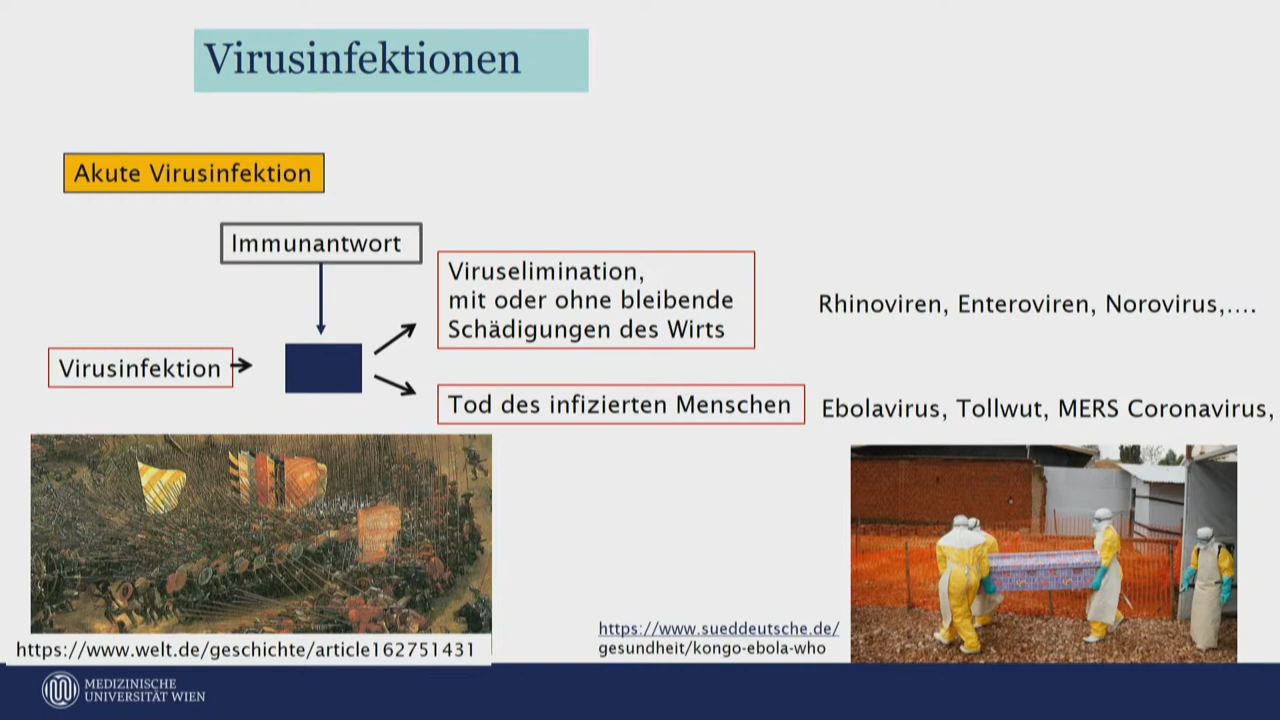 Virusinfektionen
Akute Virusinfektion
Immunantwort
Viruselimination,
mit oder ohne bleibende
Schädigungen des Wirts
Rhinoviren, Enteroviren, Norovirus,....
Virusinfektion
Tod des infizierten Menschen
Ebolavirus, Tollwut, MERS Coronavirus,
https://www.welt.de/geschichte/article162751431
https://www.sueddeutsche.de/
gesundheit/kongo-ebola-who
MEDIZINISCHE
UNIVERSITÄT WIEN